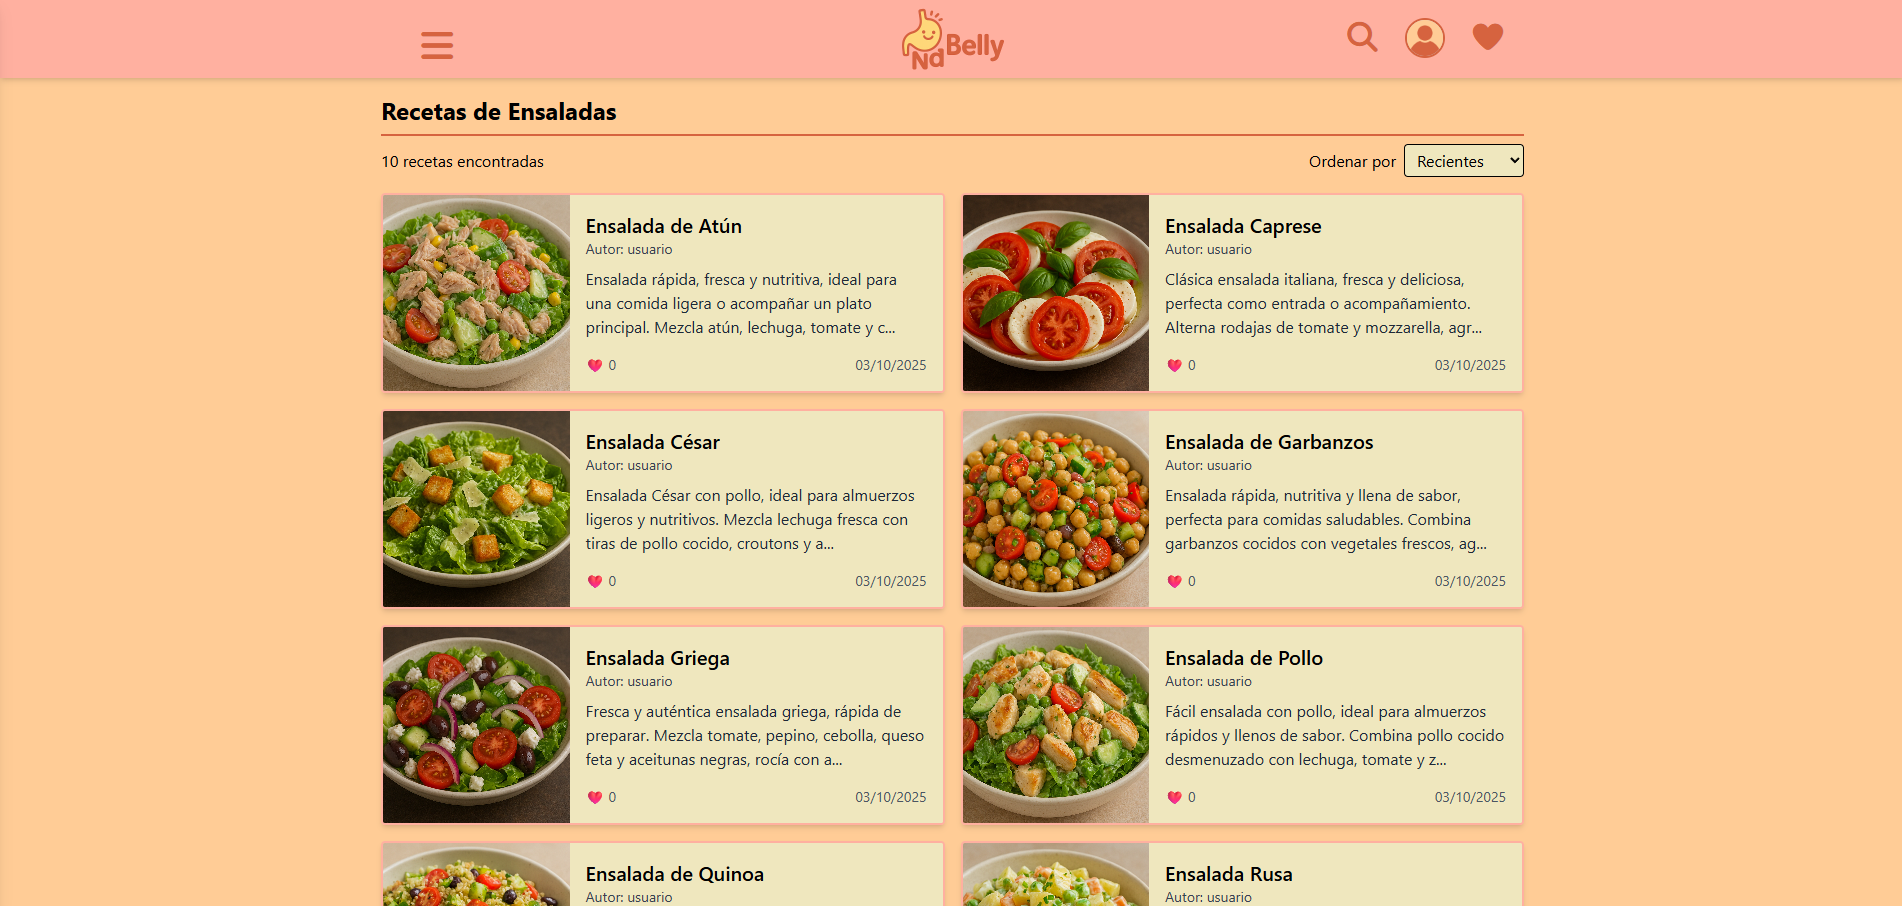 Na Belly
Recetas de Ensaladas
10 recetas encontradas
Ordenar por Recientes
Ensalada de Atún
Autor: usuario
Ensalada rápida, fresca y nutritiva, ideal para
una comida ligera o acompañar un plato
principal. Mezcla atún, lechuga, tomate y c...
0 03/10/2025
Ensalada Caprese
Autor: usuario
Clásica ensalada italiana, fresca y deliciosa,
perfecta como entrada o acompañamiento.
Alterna rodajas de tomate y mozzarella, agr...
0 03/10/2025
Ensalada César
Autor: usuario
Ensalada César con pollo, ideal para almuerzos
ligeros y nutritivos. Mezcla lechuga fresca con
tiras de pollo cocido, croutons y a...
0 03/10/2025
Ensalada de Garbanzos
Autor: usuario
Ensalada rápida, nutritiva y llena de sabor,
perfecta para comidas saludables. Combina
garbanzos cocidos con vegetales frescos, ag...
0 03/10/2025
Ensalada Griega
Autor: usuario
Fresca y auténtica ensalada griega, rápida de
preparar. Mezcla tomate, pepino, cebolla, queso
feta y aceitunas negras, rocía con a...
0 03/10/2025
Ensalada de Pollo
Autor: usuario
Fácil ensalada con pollo, ideal para almuerzos
rápidos y llenos de sabor. Combina pollo cocido
desmenuzado con lechuga, tomate y z...
0 03/10/2025
Ensalada de Quinoa
Autor: usuario
Ensalada Rusa
Autor: usuario